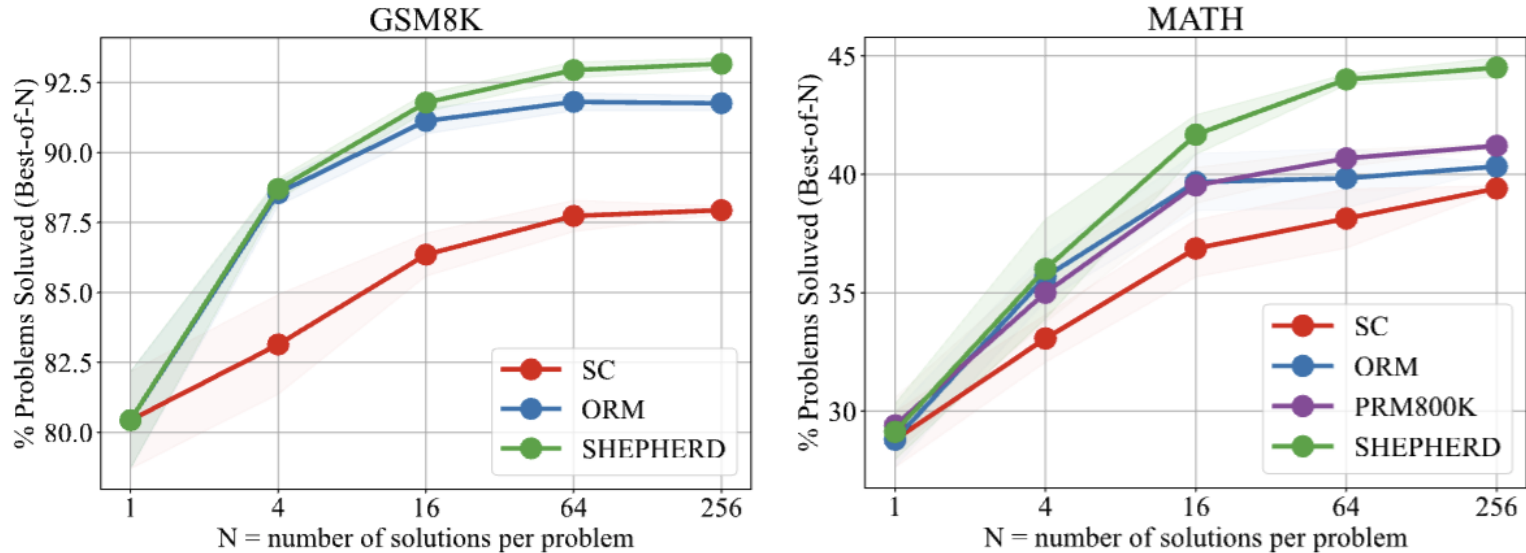 GSM8K
% Problems Soluved (Best-of-N)
92.5
90.0
87.5
85.0
82.5
80.0
SC
ORM
SHEPHERD
1 4 16 64 256
N = number of solutions per problem
MATH
% Problems Soluved (Best-of-N)
45
40
35
30
SC
ORM
PRM800K
SHEPHERD
1 4 16 64 256
N = number of solutions per problem